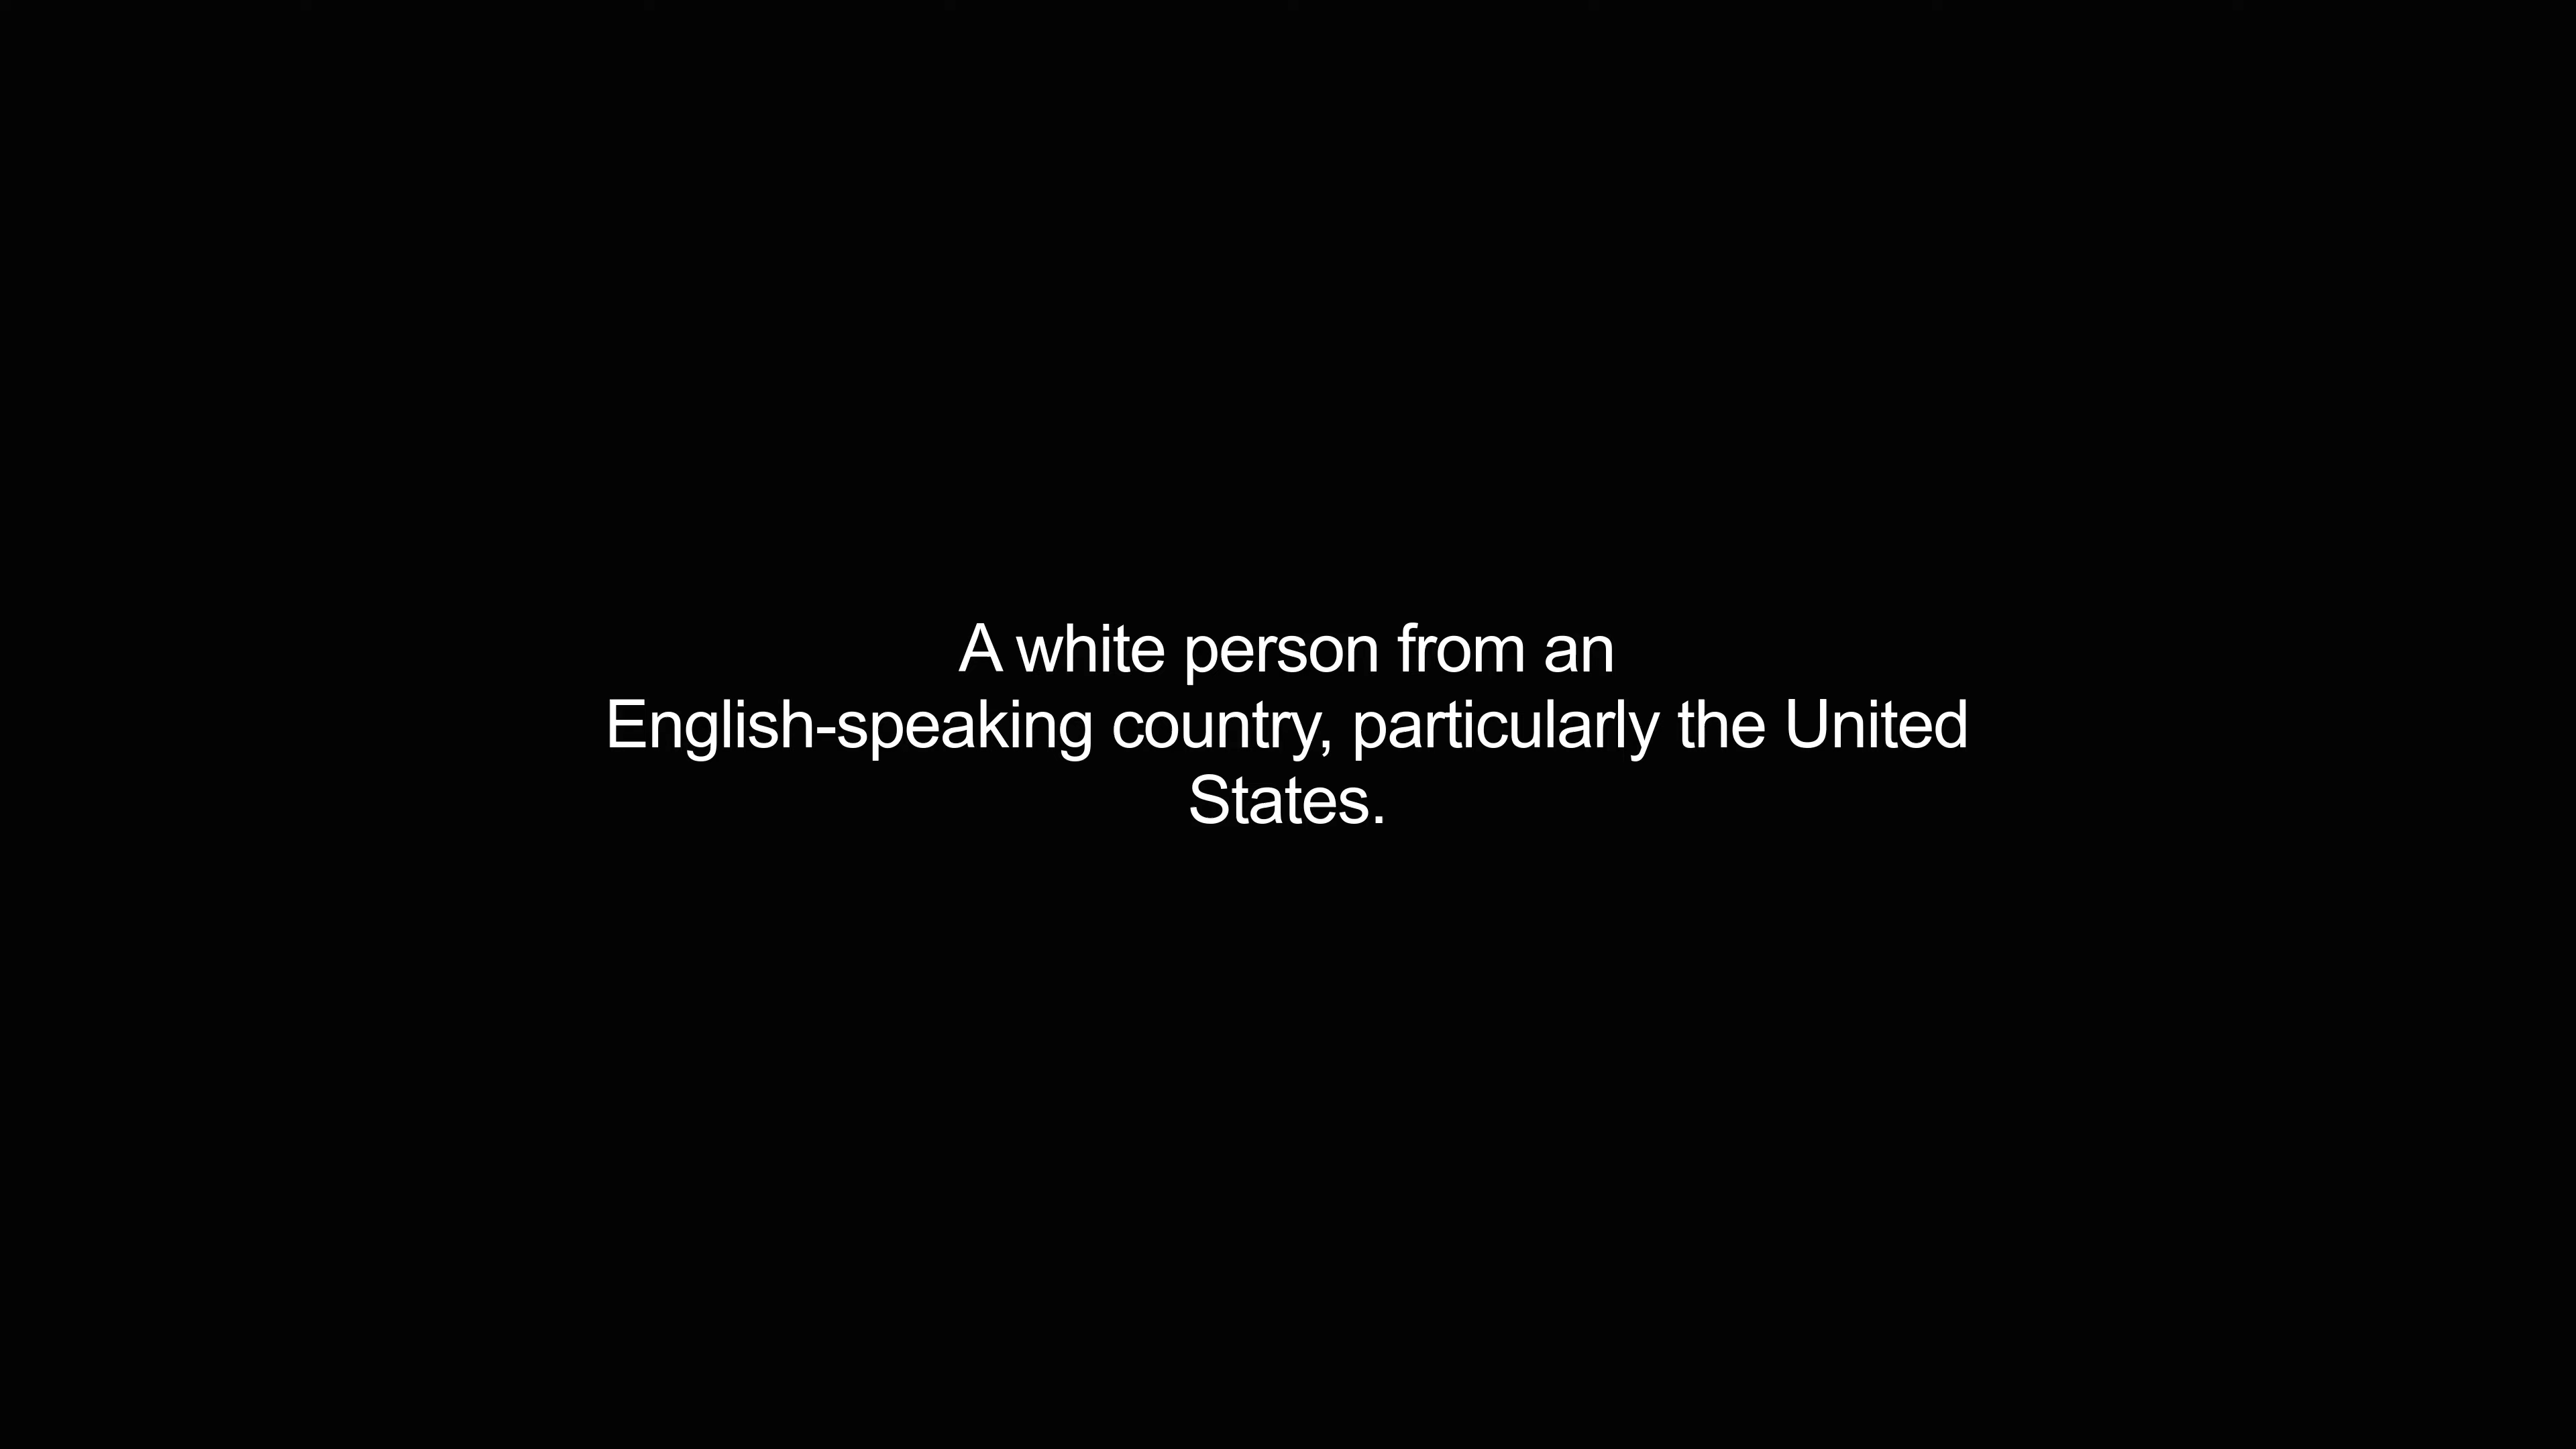 A white person from an
English-speaking country, particularly the United
States.